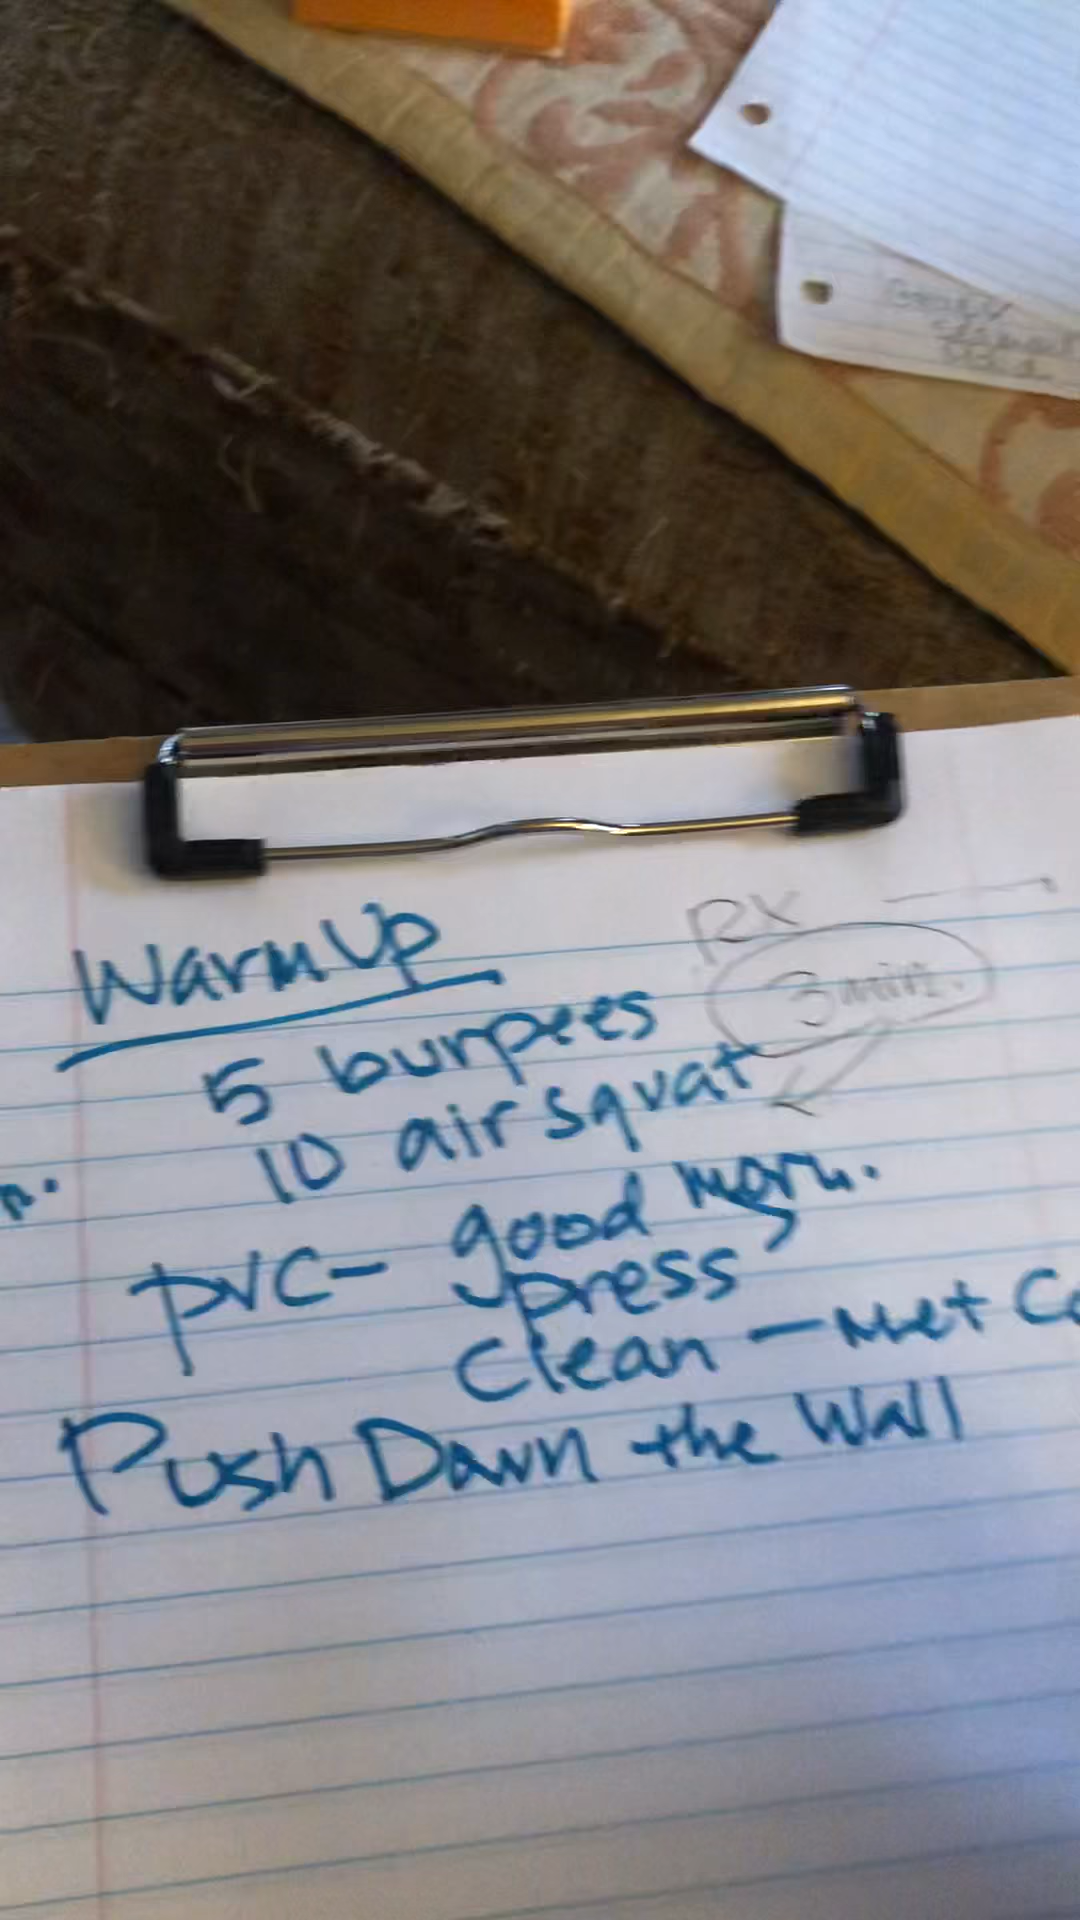 Warm Up
RX
3 min.
5 burpees
10 air squat
PVC- good morn.
press
Clean - Met
Push Down the Wall